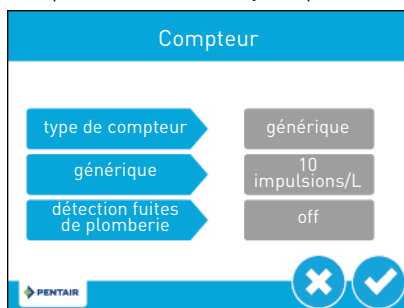 Compteur
type de compteur
générique
générique
10
impulsions/L
détection fuites
de plomberie
off
PENTAIR